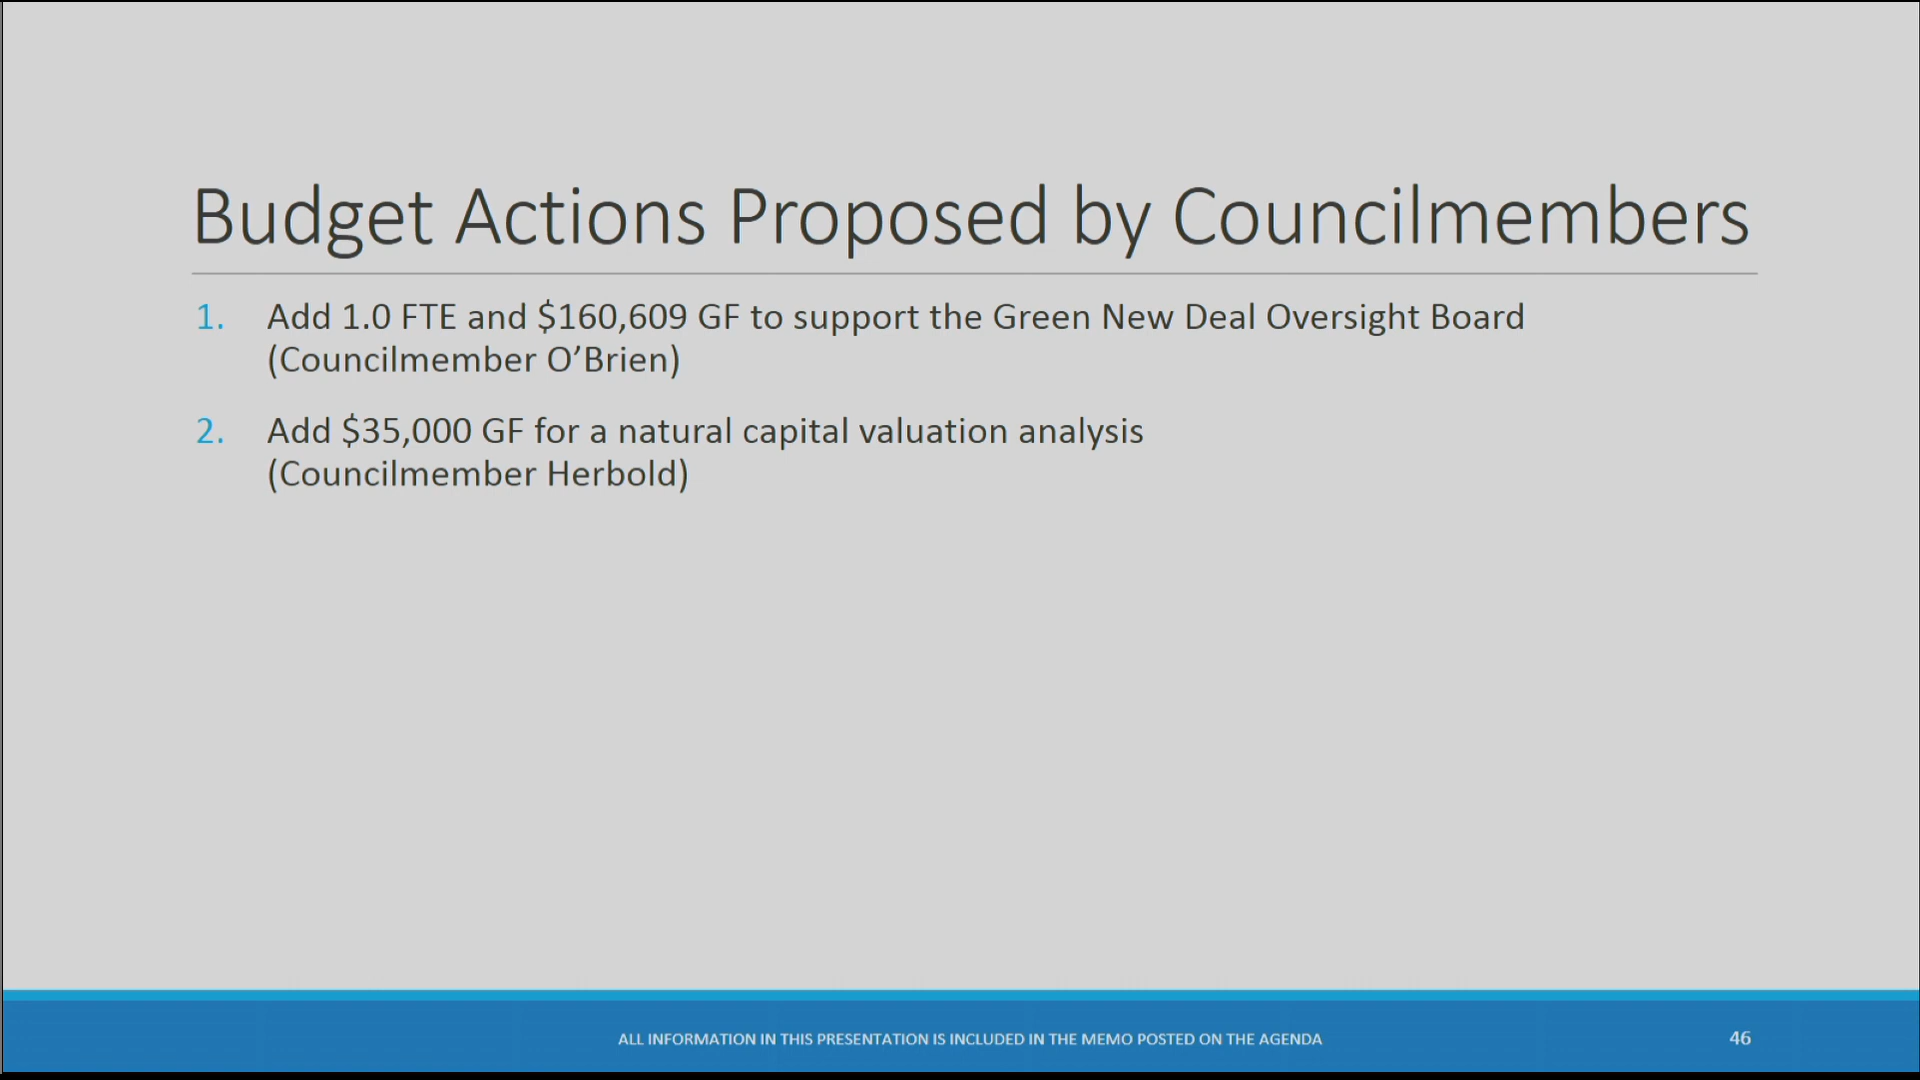 Budget Actions Proposed by Councilmembers
1. Add 1.0 FTE and $160,609 GF to support the Green New Deal Oversight Board
(Councilmember O’Brien)
2. Add $35,000 GF for a natural capital valuation analysis
(Councilmember Herbold)
ALL INFORMATION IN THIS PRESENTATION IS INCLUDED IN THE MEMO POSTED ON THE AGENDA
46